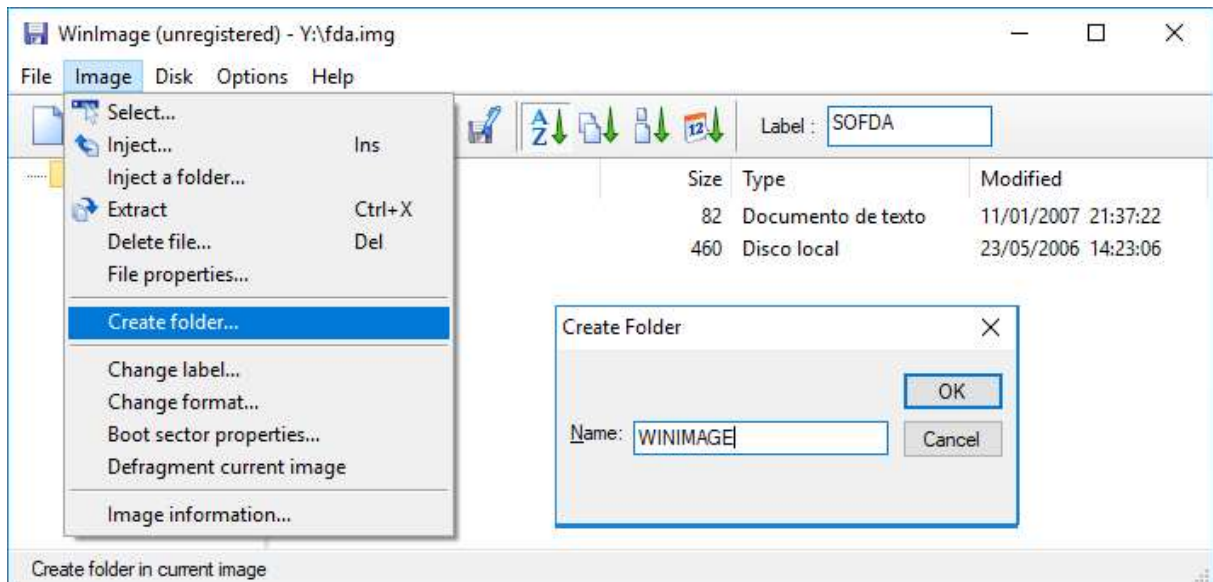 WinImage (unregistered) - Y:\fda.img
File Image Disk Options Help
Select...
Inject... Ins
Inject a folder...
Extract Ctrl+X
Delete file... Del
File properties...
Create folder...
Change label...
Change format...
Boot sector properties...
Defragment current image
Image information...
A
Z
12
Label : SOFDA
Size Type Modified
82 Documento de texto 11/01/2007 21:37:22
460 Disco local 23/05/2006 14:23:06
Create Folder
OK
Name: WINIMAGE
Cancel
Create folder in current image